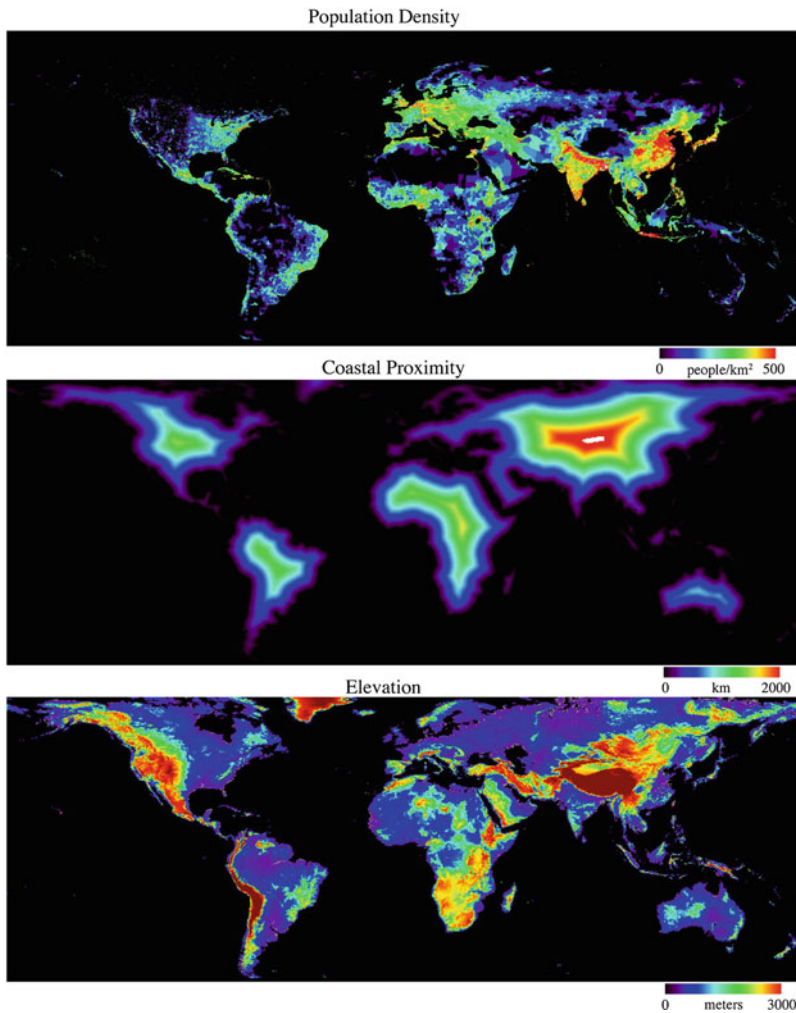 Population Density
0 people/km² 500
Coastal Proximity
0 km 2000
Elevation
0 meters 3000